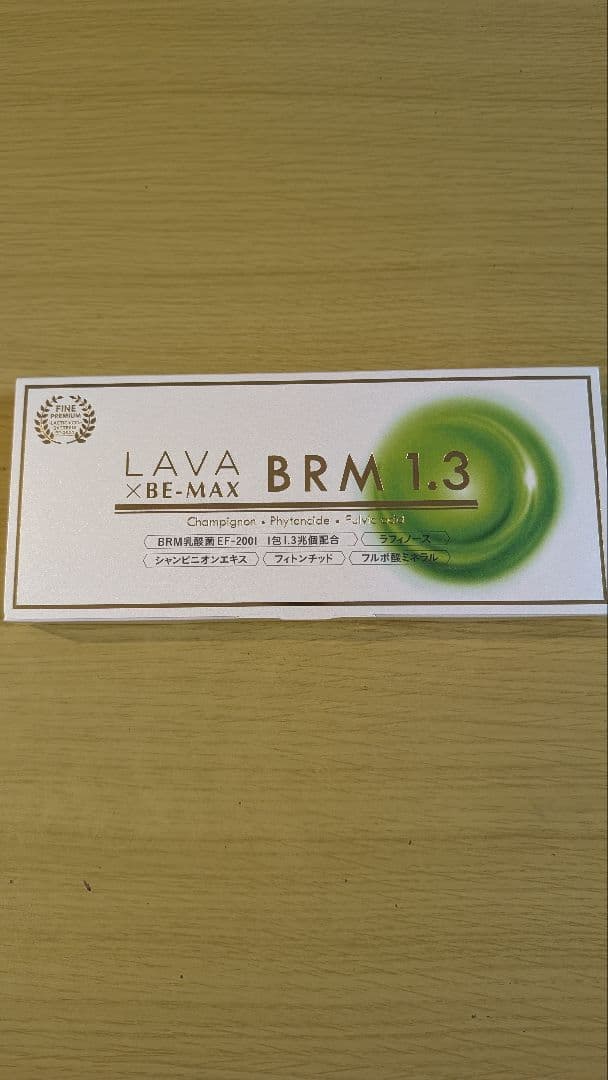 FINE
PREMIUM
LAVA
×BE-MAX
BRM 1.3
Champignon • Phytoncide • Fulvic acid
BRM乳酸菌 EF-2001 1包1.3兆個配合
ラフィノース
シャンピニオンエキス
フィトンチッド
フルボ酸ミネラル